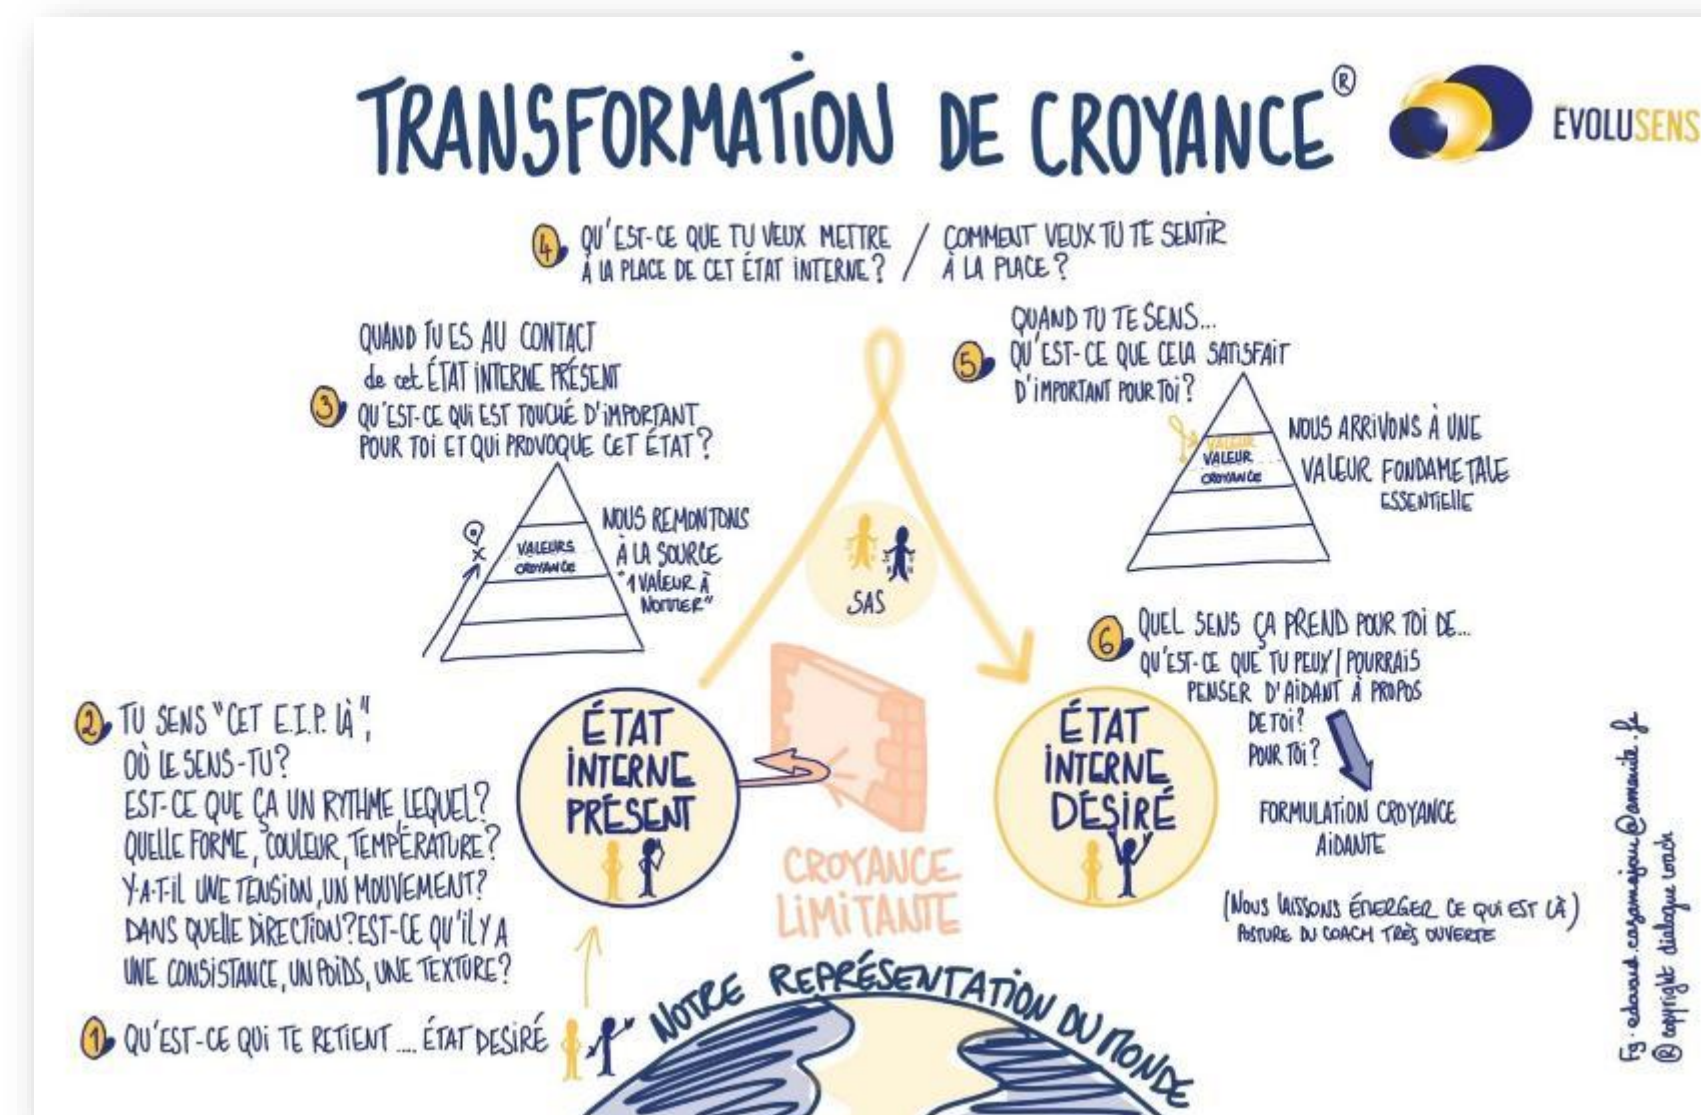 TRANSFORMATION DE CROYANCE®
EVOLUSENS
4 QU'EST-CE QUE TU VEUX METTRE / COMMENT VEUX TU TE SENTIR
À LA PLACE DE CET ÉTAT INTERNE ? / À LA PLACE ?
QUAND TU ES AU CONTACT
de cet ÉTAT INTERNE PRÉSENT
3 QU'EST-CE QUI EST TOUCHÉ D'IMPORTANT
POUR TOI ET QUI PROVOQUE CET ÉTAT ?
VALEURS
CROYANCE
NOUS REMONTONS
À LA SOURCE
"1 VALEUR À
NOTTER"
QUAND TU TE SENS...
5 QU'EST-CE QUE CELA SATISFAIT
D'IMPORTANT POUR TOI ?
VALEUR
VALEUR
CROYANCE
NOUS ARRIVONS À UNE
VALEUR FONDAMETALE
ESSENTIELLE
SAS
6 QUEL SENS ÇA PREND POUR TOI DE...
QU'EST-CE QUE TU PEUX / POURRAIS
PENSER D'AIDANT À PROPOS
DE TOI ?
POUR TOI ?
FORMULATION CROYANCE
AIDANTE
(NOUS LAISSONS ÉMERGER CE QUI EST LÀ)
POSTURE DU COACH TRÈS OUVERTE
2 TU SENS "CET E.I.P. LÀ",
OÙ LE SENS-TU ?
EST-CE QUE ÇA UN RYTHME LEQUEL ?
QUELLE FORME, COULEUR, TEMPÉRATURE ?
Y-A-T-IL UNE TENSION, UN MOUVEMENT ?
DANS QUELLE DIRECTION ? EST-CE QU'IL Y A
UNE CONSISTANCE, UN POIDS, UNE TEXTURE ?
1 QU'EST-CE QUI TE RETIENT .... ÉTAT DESIRÉ
ÉTAT
INTERNE
PRÉSENT
CROYANCE
LIMITANTE
ÉTAT
INTERNE
DÉSIRÉ
NOTRE REPRÉSENTATION DU MONDE
Fg. edouard.cazamajou@amenite.fr
® copyright dialogue coach